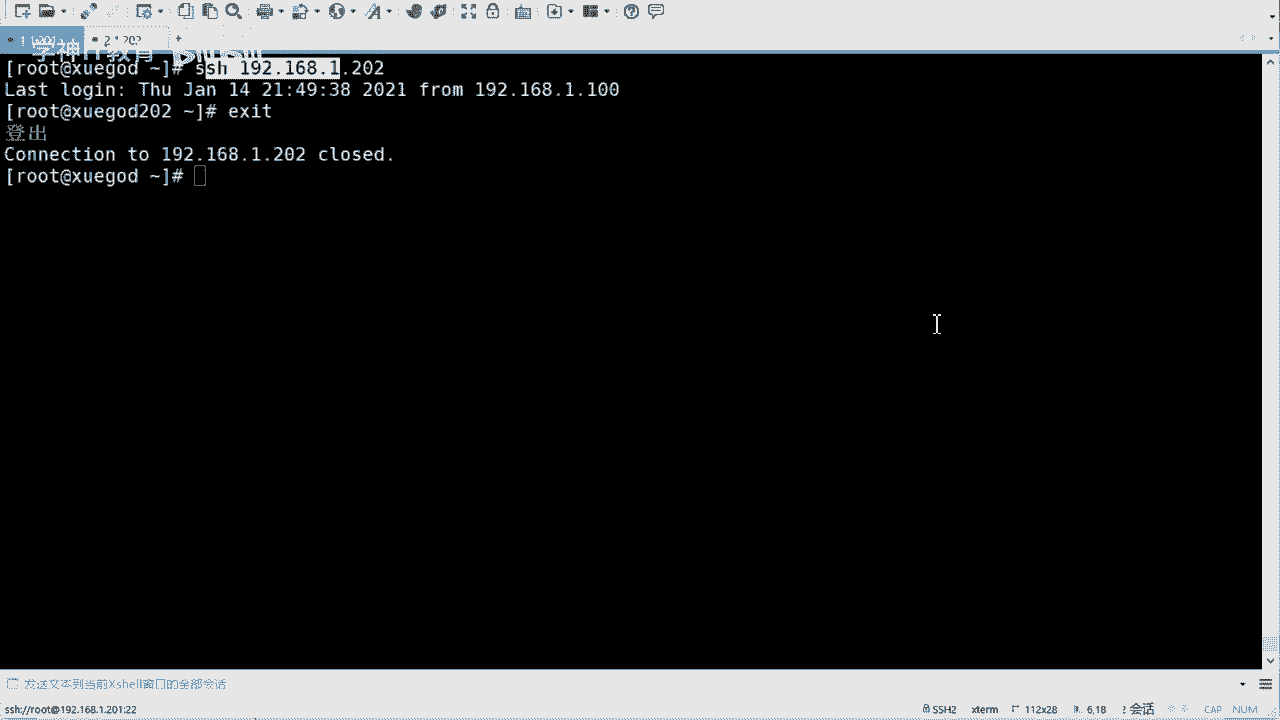 学神IT教育 bilibili
1 1.201
2 1.202 +
[root@xuegod ~]# ssh 192.168.1.202
Last login: Thu Jan 14 21:49:38 2021 from 192.168.1.100
[root@xuegod202 ~]# exit
登出
Connection to 192.168.1.202 closed.
[root@xuegod ~]#
发送文本到当前Xshell窗口的全部会话
ssh://root@192.168.1.201:22
SSH2 xterm 112x28 6,18 会话 CAP NUM